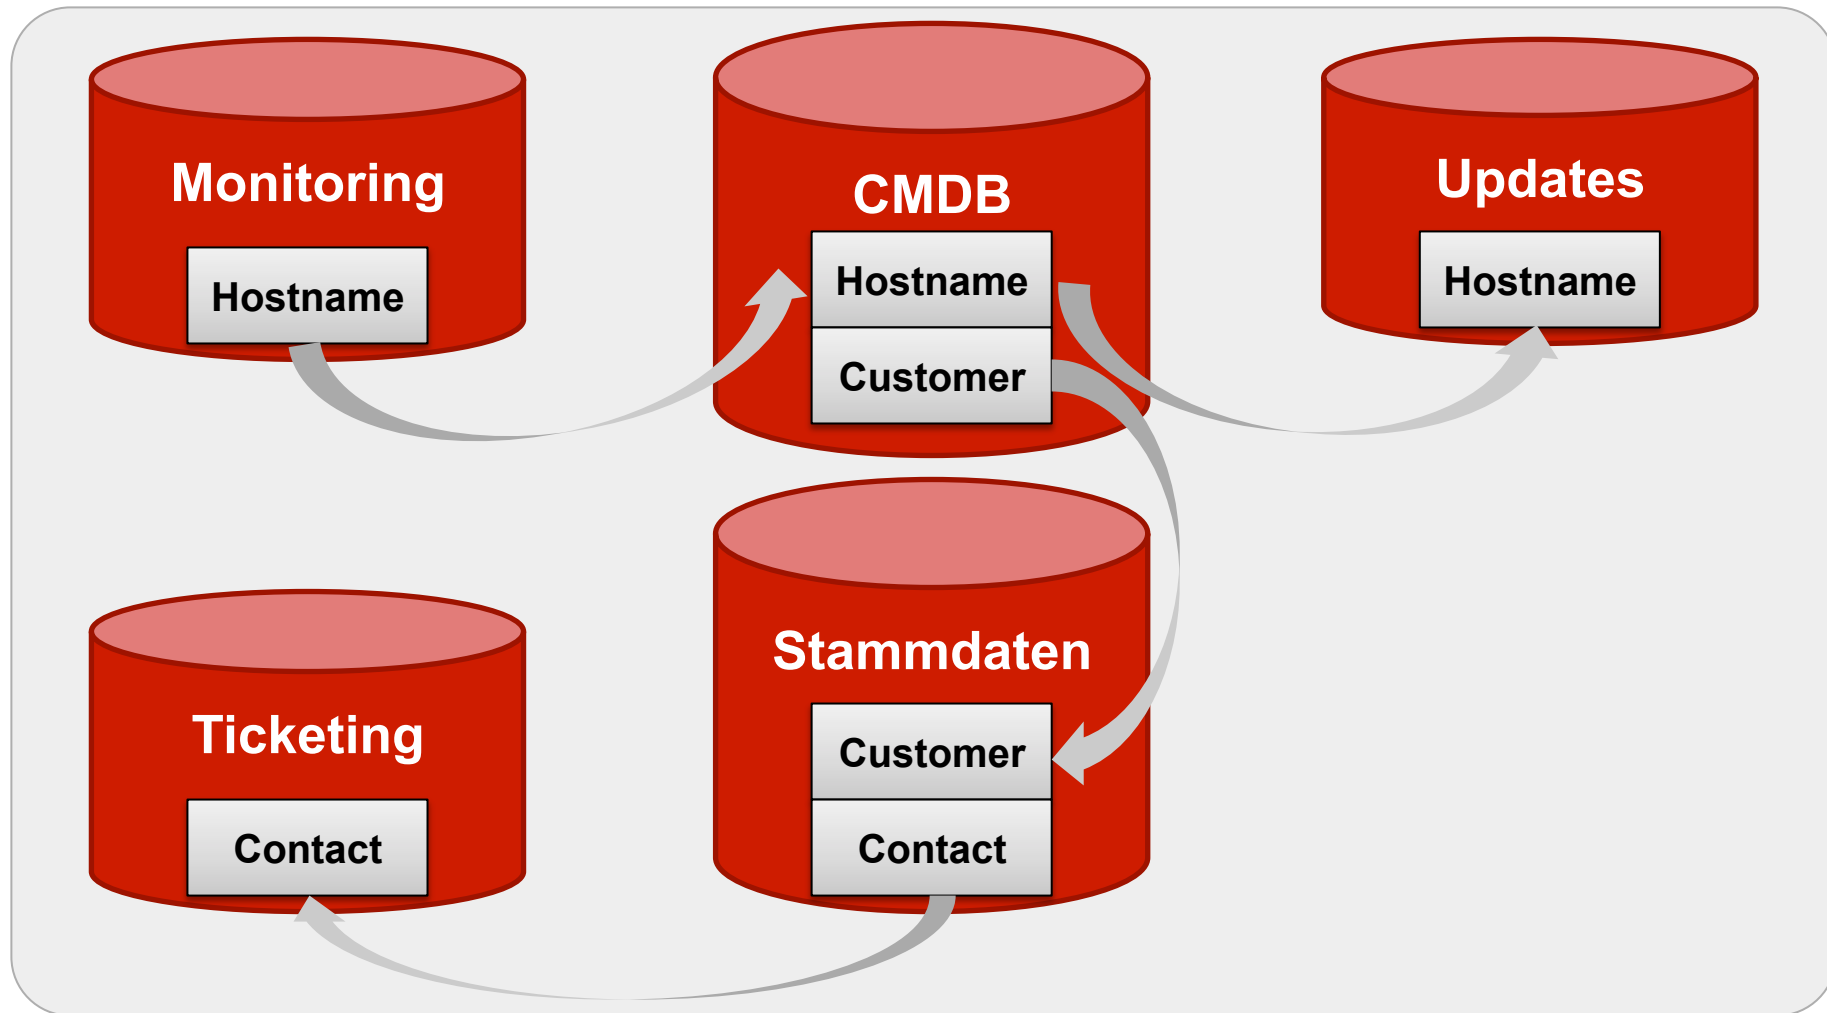 Monitoring
Hostname
CMDB
Hostname
Customer
Updates
Hostname
Ticketing
Contact
Stammdaten
Customer
Contact